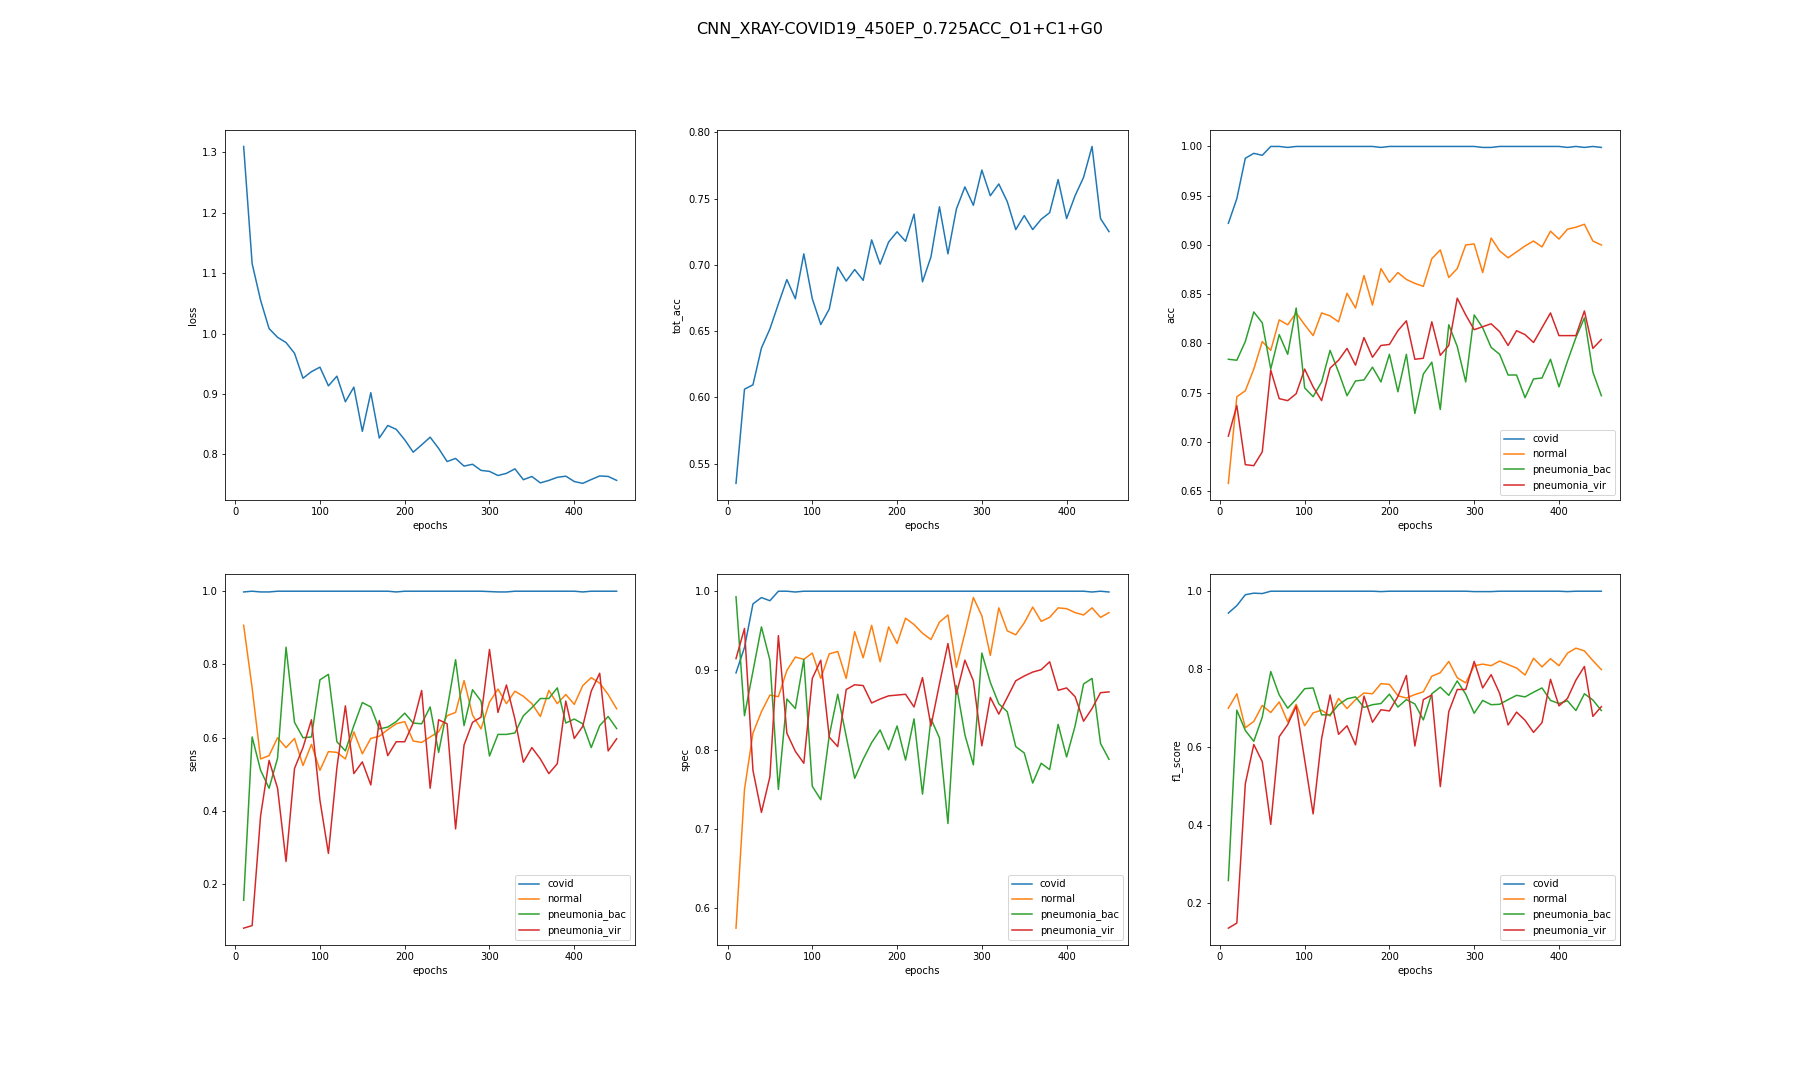 CNN_XRAY-COVID19_450EP_0.725ACC_O1+C1+G0
loss
1.3
1.2
1.1
1.0
0.9
0.8
0 100 200 300 400
epochs
tot_acc
0.80
0.75
0.70
0.65
0.60
0.55
0 100 200 300 400
epochs
acc
1.00
0.95
0.90
0.85
0.80
0.75
0.70
0.65
covid
normal
pneumonia_bac
pneumonia_vir
0 100 200 300 400
epochs
sens
1.0
0.8
0.6
0.4
0.2
covid
normal
pneumonia_bac
pneumonia_vir
0 100 200 300 400
epochs
spec
1.0
0.9
0.8
0.7
0.6
covid
normal
pneumonia_bac
pneumonia_vir
0 100 200 300 400
epochs
f1_score
1.0
0.8
0.6
0.4
0.2
covid
normal
pneumonia_bac
pneumonia_vir
0 100 200 300 400
epochs